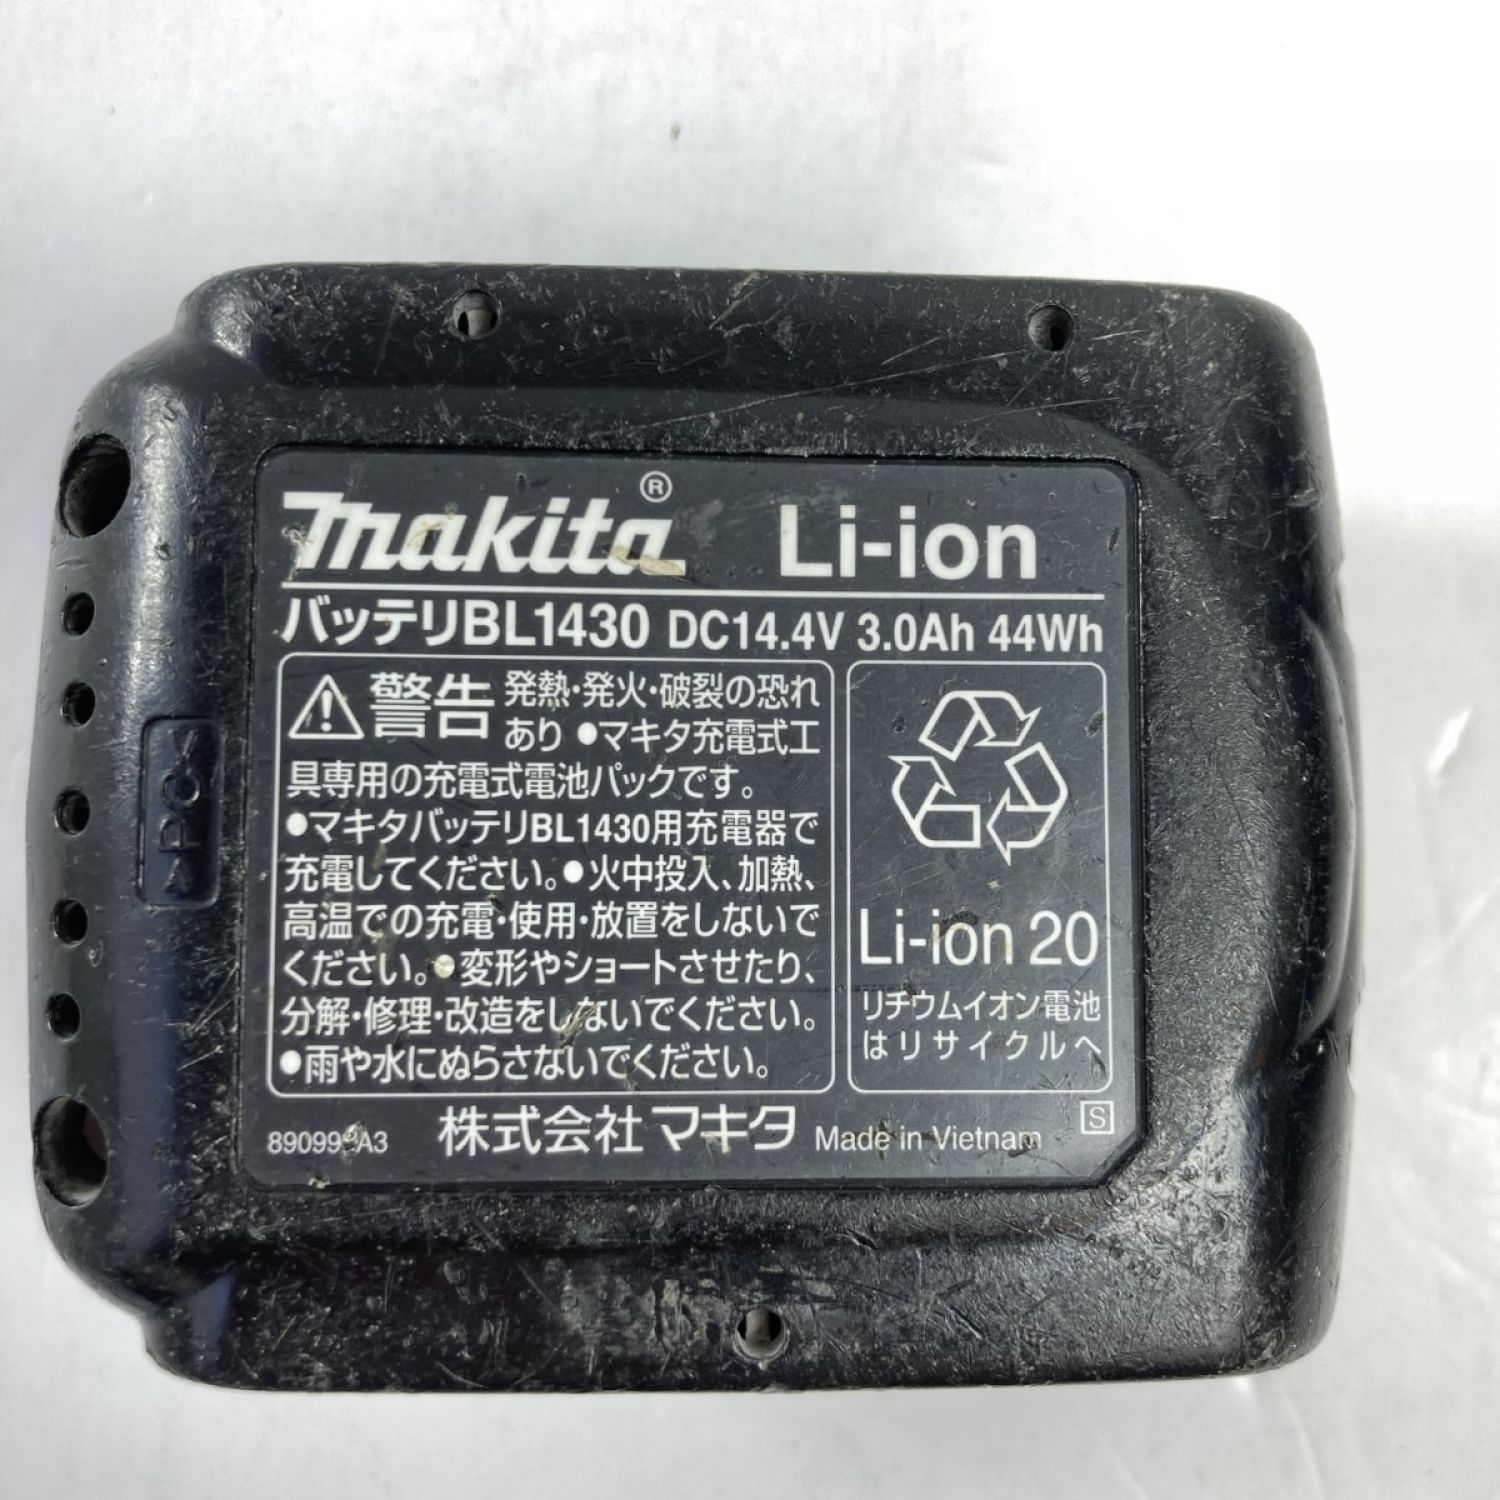 makita® Li-ion
バッテリBL1430 DC14.4V 3.0Ah 44Wh
警告 発熱・発火・破裂の恐れ
あり ●マキタ充電式工
具専用の充電式電池パックです。
●マキタバッテリBL1430用充電器で
充電してください。●火中投入、加熱、
高温での充電・使用・放置をしないで
ください。●変形やショートさせたり、
分解・修理・改造をしないでください。
●雨や水にぬらさないでください。
Li-ion 20
リチウムイオン電池
はリサイクルへ
株式会社マキタ Made in Vietnam S
>PC<